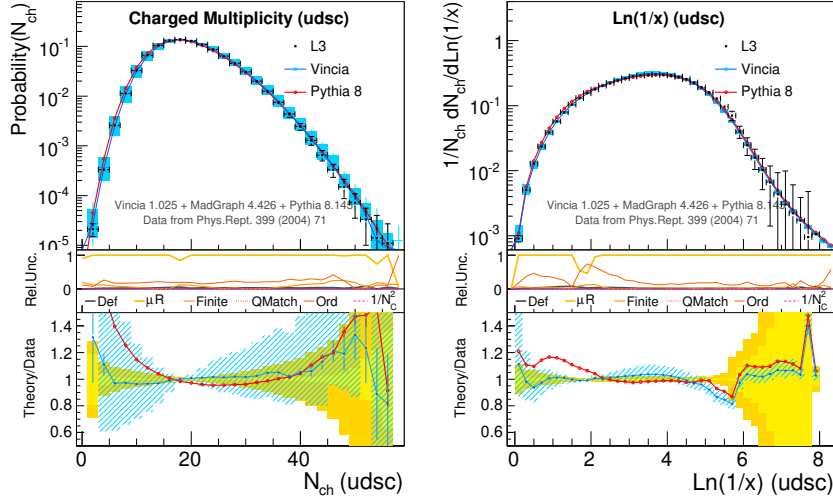 Charged Multiplicity (udsc)
Probability(N_ch)
10^-1
10^-2
10^-3
10^-4
10^-5
L3
Vincia
Pythia 8
Vincia 1.025 + MadGraph 4.426 + Pythia 8.145
Data from Phys.Rept. 399 (2004) 71
Rel.Unc.
1
0
Def μR Finite QMatch Ord 1/N_C^2
Theory/Data
1.4
1.2
1.0
0.8
0.6
0 20 40
N_ch (udsc)
Ln(1/x) (udsc)
1/N_ch dN_ch/dLn(1/x)
1
10^-1
10^-2
10^-3
L3
Vincia
Pythia 8
Vincia 1.025 + MadGraph 4.426 + Pythia 8.145
Data from Phys.Rept. 399 (2004) 71
Rel.Unc.
1
0
Def μR Finite QMatch Ord 1/N_C^2
Theory/Data
1.4
1.2
1.0
0.8
0.6
0 2 4 6 8
Ln(1/x) (udsc)